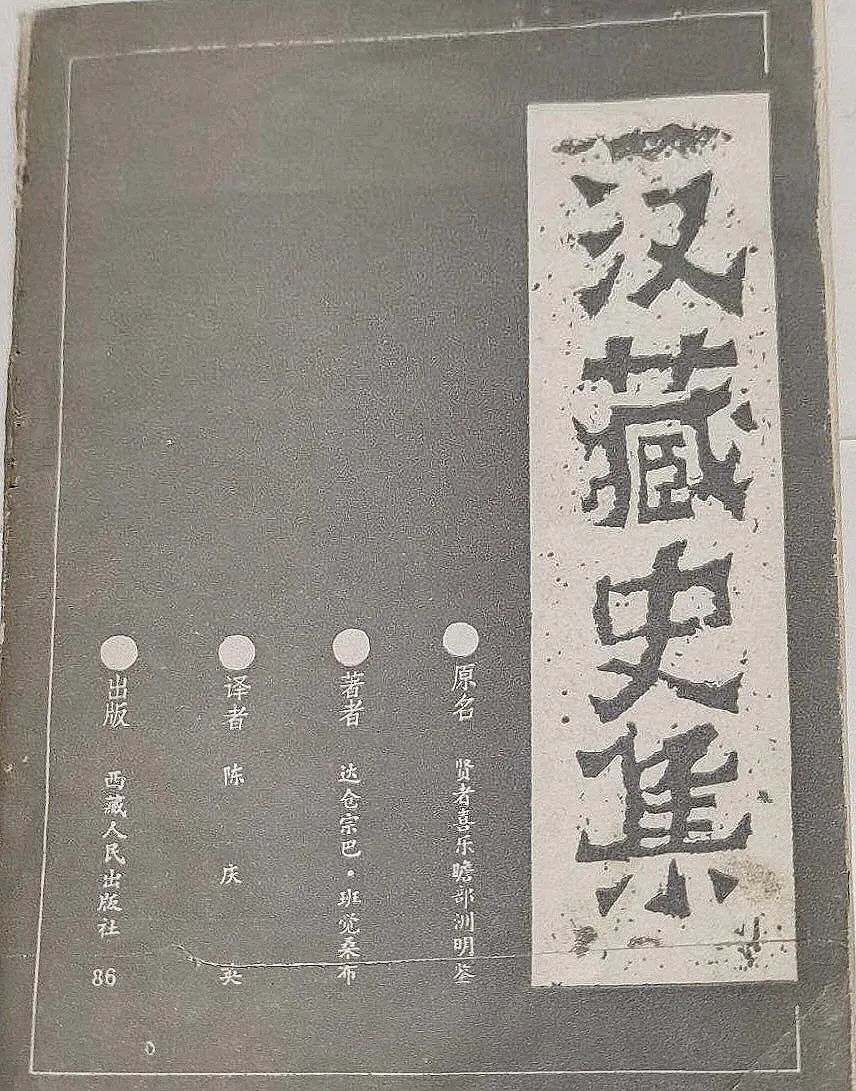 汉藏史集
原名 贤者喜乐瞻部洲明鉴
著者 达仓宗巴·班觉桑布
译者 陈庆英
出版 西藏人民出版社 86